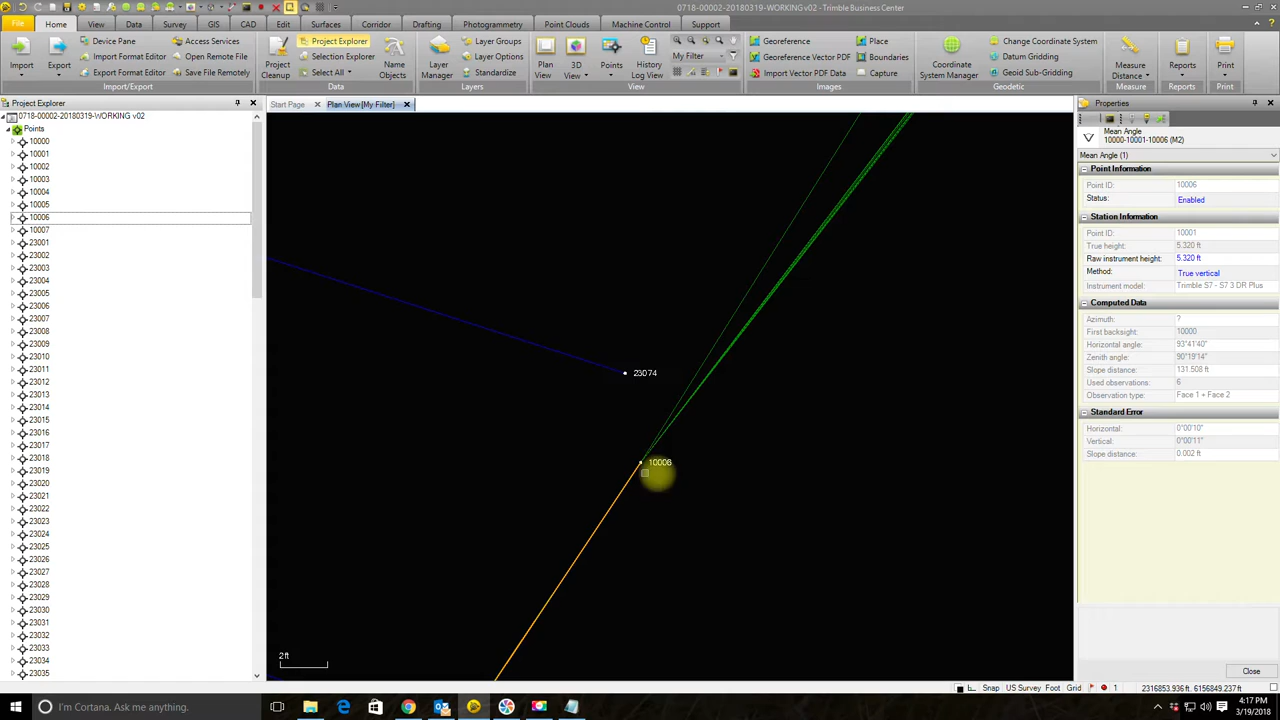 0718-00002-20180319-WORKING v02 - Trimble Business Center
File Home View Data Survey GIS CAD Edit Surfaces Corridor Drafting Photogrammetry Point Clouds Machine Control Support
Import
Export
Device Pane
Import Format Editor
Export Format Editor
Access Services
Open Remote File
Save File Remotely
Import/Export
Project Cleanup
Project Explorer
Selection Explorer
Select All
Name Objects
Data
Layer Manager
Layer Groups
Layer Options
Standardize
Layers
Plan View
3D View
Points
History Log View
My Filter
View
Georeference
Georeference Vector PDF
Import Vector PDF Data
Place
Boundaries
Capture
Images
Coordinate System Manager
Change Coordinate System
Datum Gridding
Geoid Sub-Gridding
Geodetic
Measure Distance
Measure
Reports
Reports
Print
Print
Project Explorer
0718-00002-20180319-WORKING v02
Points
10000
10001
10002
10003
10004
10005
10006
10007
23001
23002
23003
23004
23005
23006
23007
23008
23009
23010
23011
23012
23013
23014
23015
23017
23018
23019
23020
23021
23022
23023
23024
23025
23026
23027
23028
23029
23030
23031
23032
23033
23034
23035
Start Page
Plan View [My Filter]
23074
10006
2 ft
Properties
Mean Angle
10000-10001-10006 (M2)
Mean Angle (1)
Point Information
Point ID: 10006
Status: Enabled
Station Information
Point ID: 10001
True height: 5.320 ft
Raw instrument height: 5.320 ft
Method: True vertical
Instrument model: Trimble S7 - S7 3 DR Plus
Computed Data
Azimuth: ?
First backsight: 10000
Horizontal angle: 93°41'40"
Zenith angle: 90°19'14"
Slope distance: 131.508 ft
Used observations: 6
Observation type: Face 1 + Face 2
Standard Error
Horizontal: 0°00'10"
Vertical: 0°00'11"
Slope distance: 0.002 ft
Close
Snap US Survey Foot Grid 1 2316853.936 ft, 6156849.237 ft
I'm Cortana. Ask me anything.
4:17 PM
3/19/2018